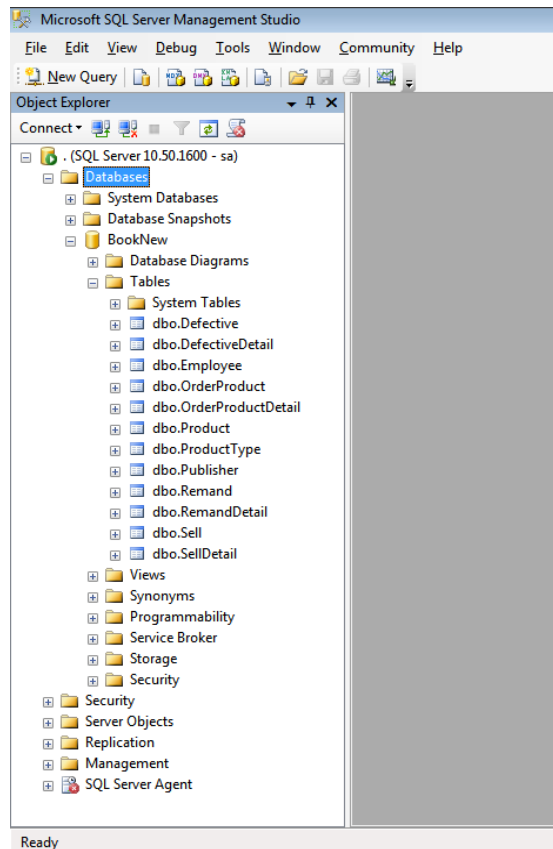 Microsoft SQL Server Management Studio
File Edit View Debug Tools Window Community Help
New Query
Object Explorer
Connect
. (SQL Server 10.50.1600 - sa)
Databases
System Databases
Database Snapshots
BookNew
Database Diagrams
Tables
System Tables
dbo.Defective
dbo.DefectiveDetail
dbo.Employee
dbo.OrderProduct
dbo.OrderProductDetail
dbo.Product
dbo.ProductType
dbo.Publisher
dbo.Remand
dbo.RemandDetail
dbo.Sell
dbo.SellDetail
Views
Synonyms
Programmability
Service Broker
Storage
Security
Security
Server Objects
Replication
Management
SQL Server Agent
Ready